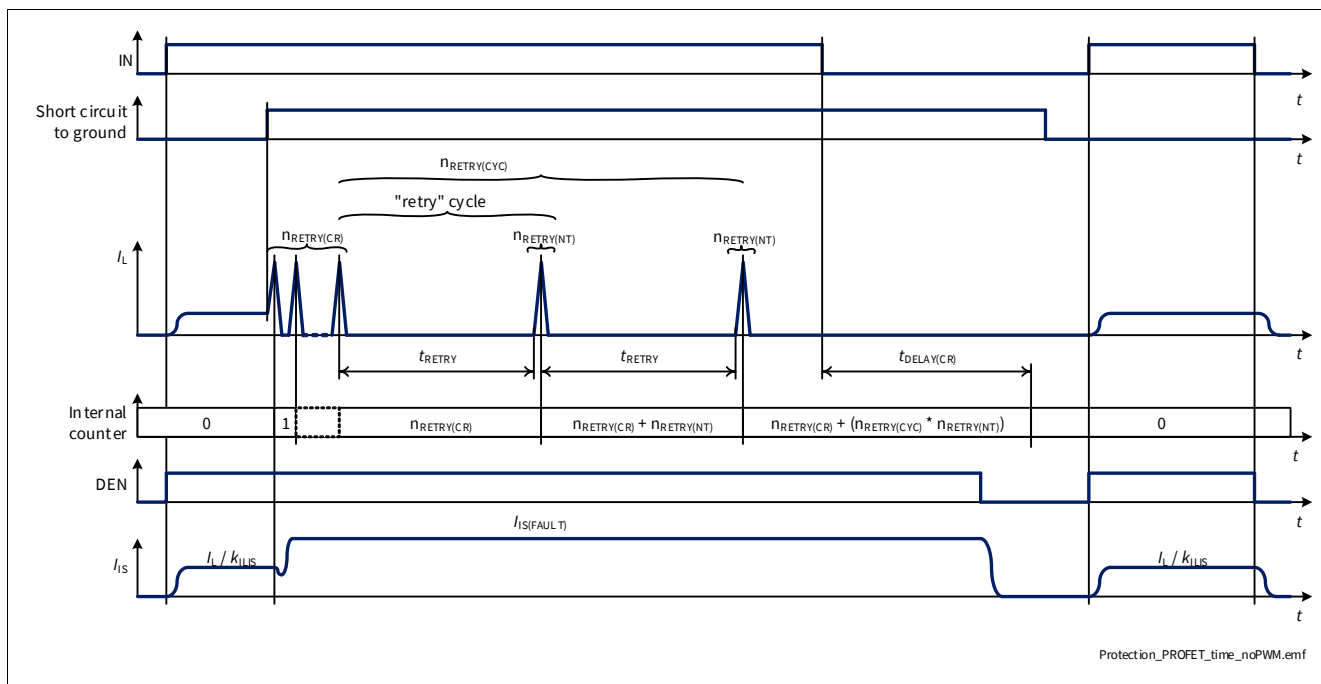 IN
t
Short circuit
to ground
t
nRETRY(CYC)
"retry" cycle
nRETRY(CR)
nRETRY(NT)
nRETRY(NT)
IL
t
tRETRY
tRETRY
tDELAY(CR)
Internal
counter
0
1
nRETRY(CR)
nRETRY(CR) + nRETRY(NT)
nRETRY(CR) + (nRETRY(CYC) * nRETRY(NT))
0
t
DEN
t
IIS(FAULT)
IIS
IL / kILIS
IL / kILIS
t
Protection_PROFET_time_noPWM.emf